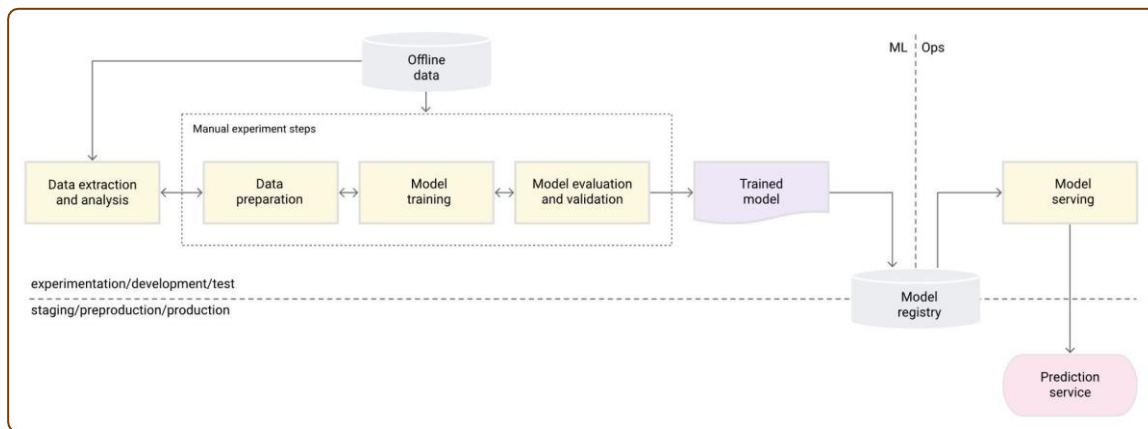 Offline
data
ML
Ops
Manual experiment steps
Data extraction
and analysis
Data
preparation
Model
training
Model evaluation
and validation
Trained
model
Model
serving
experimentation/development/test
staging/preproduction/production
Model
registry
Prediction
service